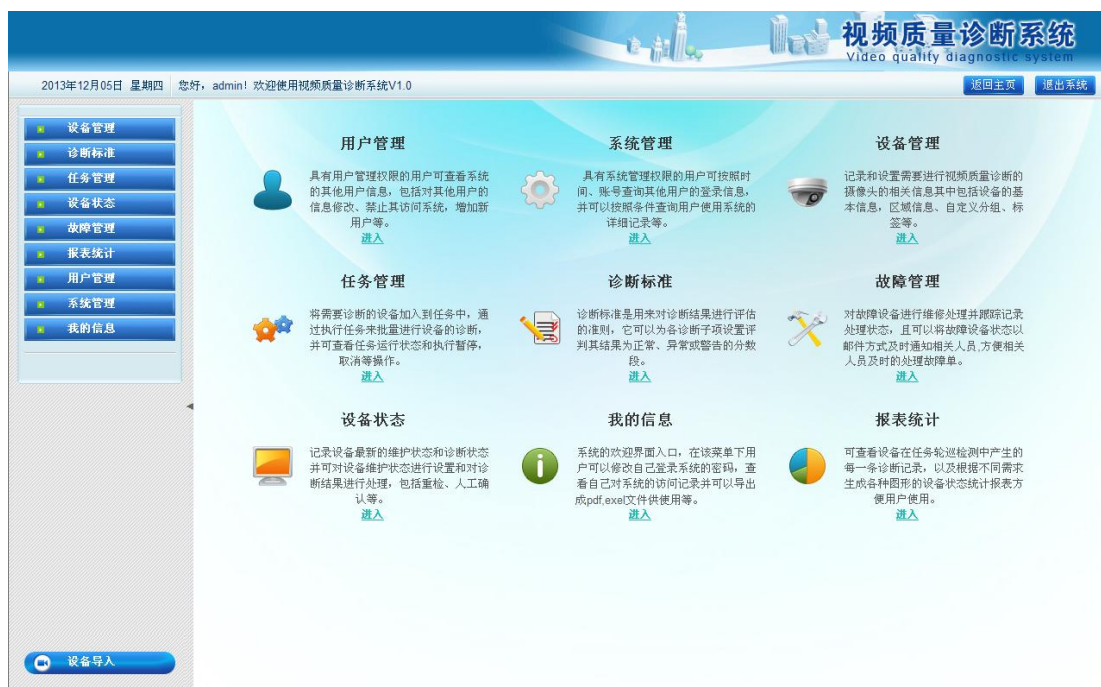 视频质量诊断系统
Video quality diagnostic system
2013年12月05日 星期四 您好，admin！欢迎使用视频质量诊断系统V1.0
返回主页 退出系统
设备管理
诊断标准
任务管理
设备状态
故障管理
报表统计
用户管理
系统管理
我的信息
设备导入
用户管理
具有用户管理权限的用户可查看系统
的其他用户信息，包括对其他用户的
信息修改、禁止其访问系统，增加新
用户等。
进入
系统管理
具有系统管理权限的用户可按照时
间、账号查询其他用户的登录信息，
并可以按照条件查询用户使用系统的
详细记录等。
进入
设备管理
记录和设置需要进行视频质量诊断的
摄像头的相关信息其中包括设备的基
本信息，区域信息、自定义分组、标
签等。
进入
任务管理
将需要诊断的设备加入到任务中，通
过执行任务来批量进行设备的诊断，
并可查看任务运行状态和执行暂停，
取消等操作。
进入
诊断标准
诊断标准是用来对诊断结果进行评估
的准则，它可以为各诊断子项设置评
判其结果为正常、异常或警告的分数
段。
进入
故障管理
对故障设备进行维修处理并跟踪记录
处理状态，且可以将故障设备状态以
邮件方式及时通知相关人员,方便相关
人员及时的处理故障单。
进入
设备状态
记录设备最新的维护状态和诊断状态
并可对设备维护状态进行设置和对诊
断结果进行处理，包括重检、人工确
认等。
进入
我的信息
系统的欢迎界面入口，在该菜单下用
户可以修改自己登录系统的密码，查
看自己对系统的访问记录并可以导出
成pdf,exel文件供使用等。
进入
报表统计
可查看设备在任务轮巡检测中产生的
每一条诊断记录，以及根据不同需求
生成各种图形的设备状态统计报表方
便用户使用。
进入